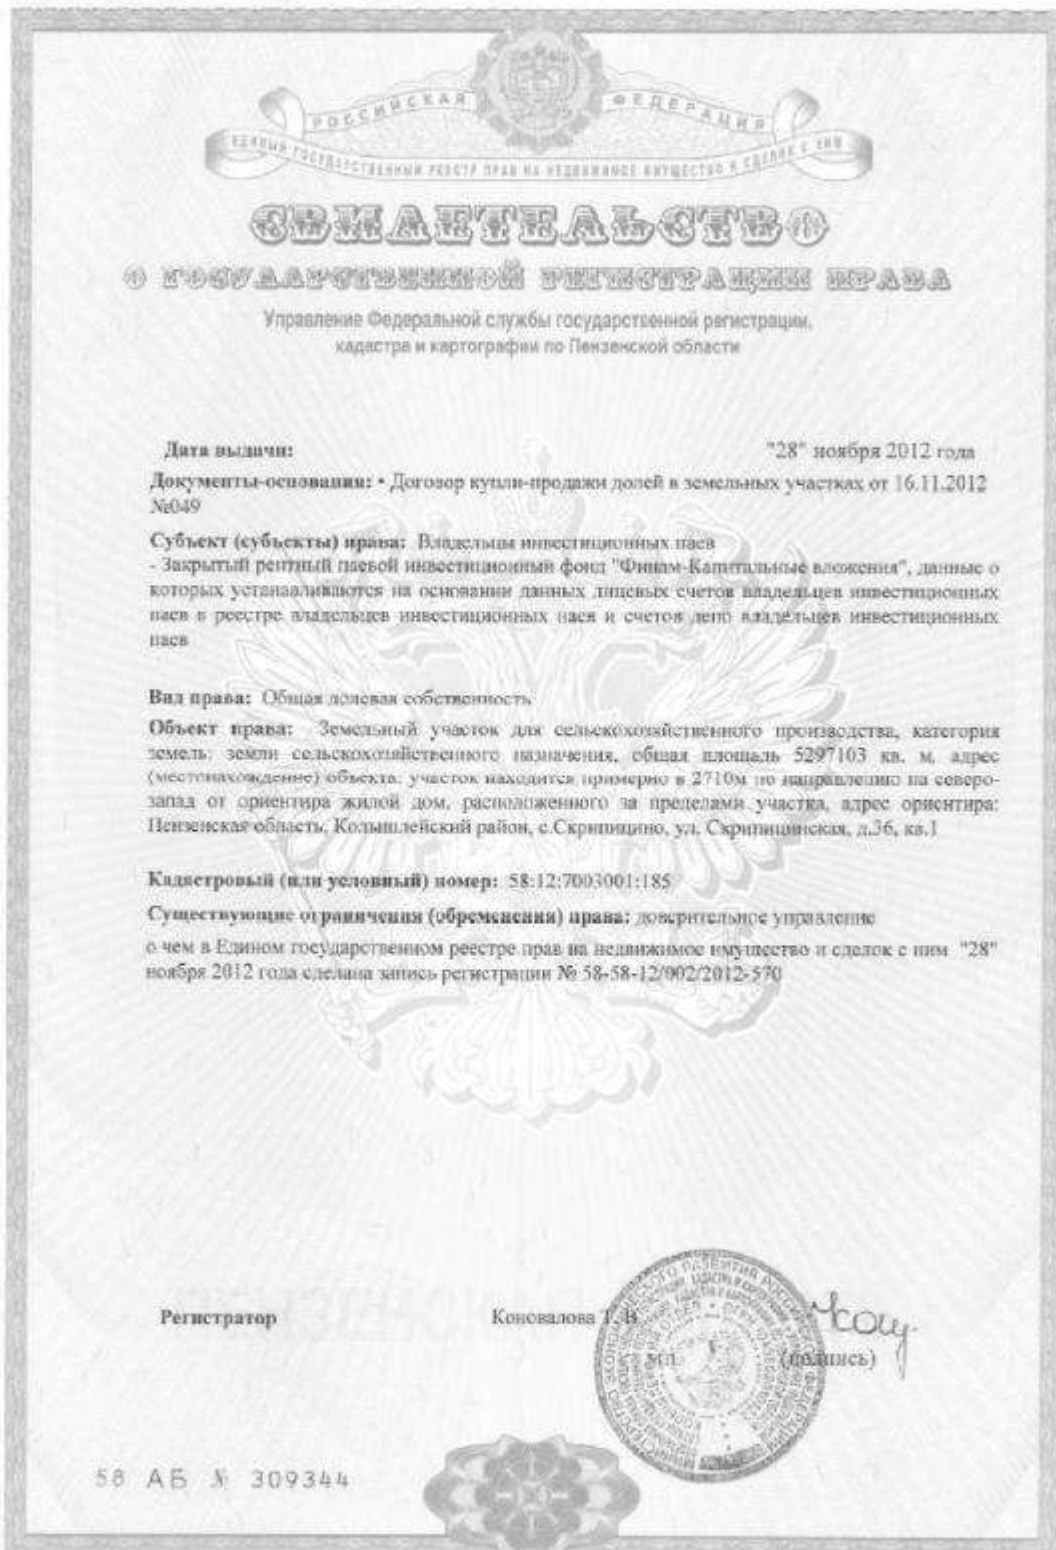 РОССИЙСКАЯ ФЕДЕРАЦИЯ
ЕДИНЫЙ ГОСУДАРСТВЕННЫЙ РЕЕСТР ПРАВ НА НЕДВИЖИМОЕ ИМУЩЕСТВО И СДЕЛОК С НИМ
СВИДЕТЕЛЬСТВО
О ГОСУДАРСТВЕННОЙ РЕГИСТРАЦИИ ПРАВА
Управление Федеральной службы государственной регистрации,
кадастра и картографии по Пензенской области
Дата выдачи: "28" ноября 2012 года
Документы-основания: • Договор купли-продажи долей в земельных участках от 16.11.2012
№049
Субъект (субъекты) права: Владельцы инвестиционных паев
- Закрытый рентный паевой инвестиционный фонд "Финам-Капитальные вложения", данные о
которых устанавливаются на основании данных лицевых счетов владельцев инвестиционных
паев в реестре владельцев инвестиционных паев и счетов депо владельцев инвестиционных
паев
Вид права: Общая долевая собственность
Объект права: Земельный участок для сельскохозяйственного производства, категория
земель: земли сельскохозяйственного назначения, общая площадь 5297103 кв. м, адрес
(местонахождение) объекта: участок находится примерно в 2710м по направлению на северо-
запад от ориентира жилой дом, расположенного за пределами участка, адрес ориентира:
Пензенская область, Колышлейский район, с.Скрипицино, ул. Скрипицинская, д.36, кв.1
Кадастровый (или условный) номер: 58:12:7003001:185
Существующие ограничения (обременения) права: доверительное управление
о чем в Едином государственном реестре прав на недвижимое имущество и сделок с ним "28"
ноября 2012 года сделана запись регистрации № 58-58-12/002/2012-570
Регистратор Коновалова Т. В.
м.п. (подпись)
58 АБ № 309344